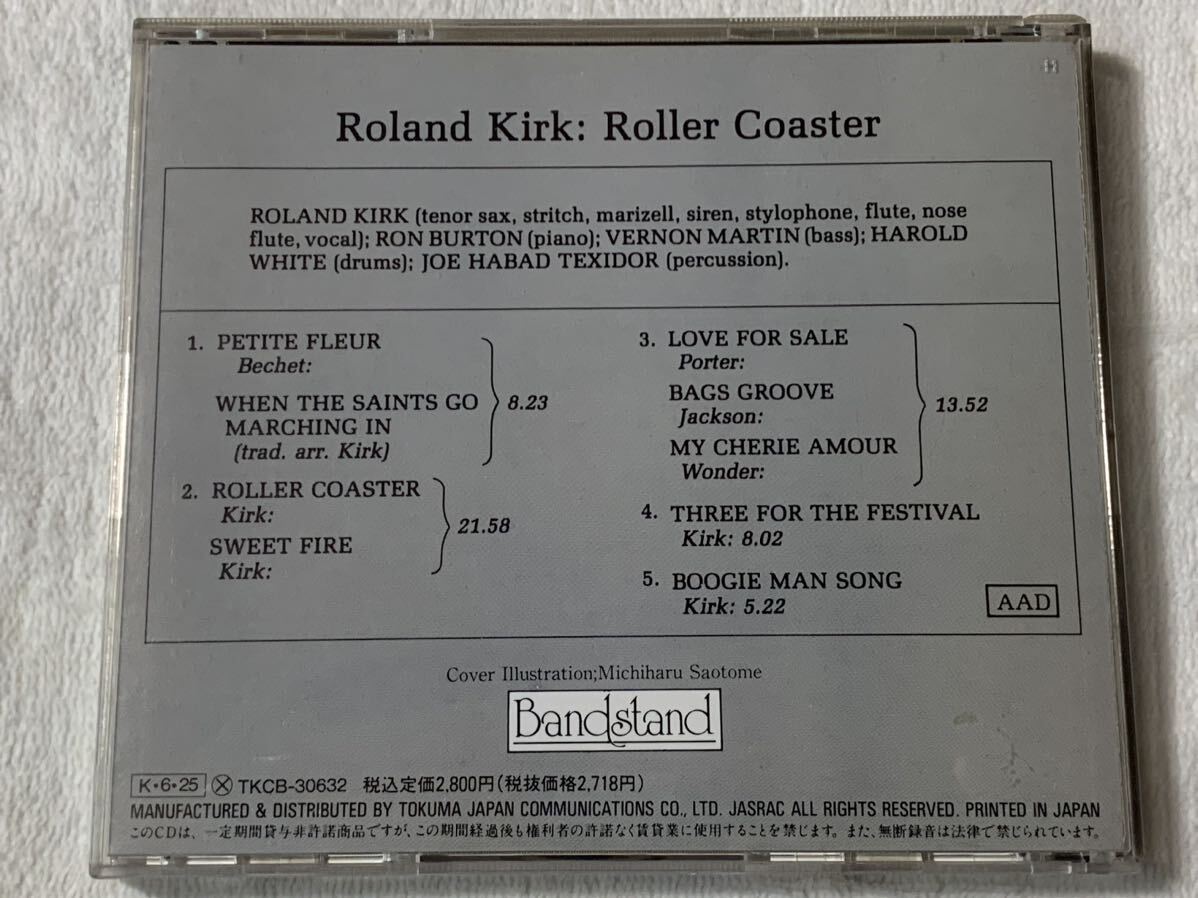 Roland Kirk: Roller Coaster
ROLAND KIRK (tenor sax, stritch, marizell, siren, stylophone, flute, nose
flute, vocal); RON BURTON (piano); VERNON MARTIN (bass); HAROLD
WHITE (drums); JOE HABAD TEXIDOR (percussion).
1. PETITE FLEUR
Bechet:
WHEN THE SAINTS GO
MARCHING IN
(trad. arr. Kirk)
8.23
2. ROLLER COASTER
Kirk:
SWEET FIRE
Kirk:
21.58
3. LOVE FOR SALE
Porter:
BAGS GROOVE
Jackson:
MY CHERIE AMOUR
Wonder:
13.52
4. THREE FOR THE FESTIVAL
Kirk: 8.02
5. BOOGIE MAN SONG
Kirk: 5.22
AAD
Cover Illustration;Michiharu Saotome
Bandstand
K・6・25 Ⓧ TKCB-30632 税込定価2,800円(税抜価格2,718円)
MANUFACTURED & DISTRIBUTED BY TOKUMA JAPAN COMMUNICATIONS CO., LTD. JASRAC ALL RIGHTS RESERVED. PRINTED IN JAPAN
このCDは、一定期間貸与非許諾商品ですが、この期間経過後も権利者の許諾なく賃貸業に使用することを禁じます。また、無断録音は法律で禁じられています。